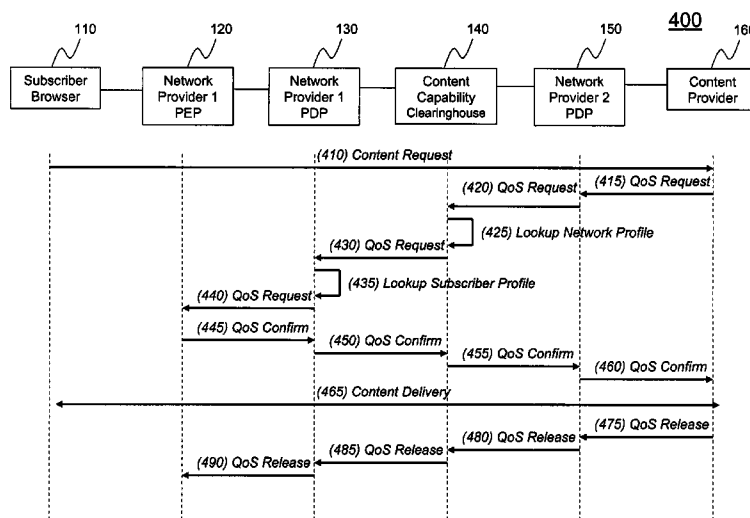 400
110
120
130
140
150
160
Subscriber
Browser
Network
Provider 1
PEP
Network
Provider 1
PDP
Content
Capability
Clearinghouse
Network
Provider 2
PDP
Content
Provider
(410) Content Request
(415) QoS Request
(420) QoS Request
(425) Lookup Network Profile
(430) QoS Request
(435) Lookup Subscriber Profile
(440) QoS Request
(445) QoS Confirm
(450) QoS Confirm
(455) QoS Confirm
(460) QoS Confirm
(465) Content Delivery
(475) QoS Release
(480) QoS Release
(485) QoS Release
(490) QoS Release